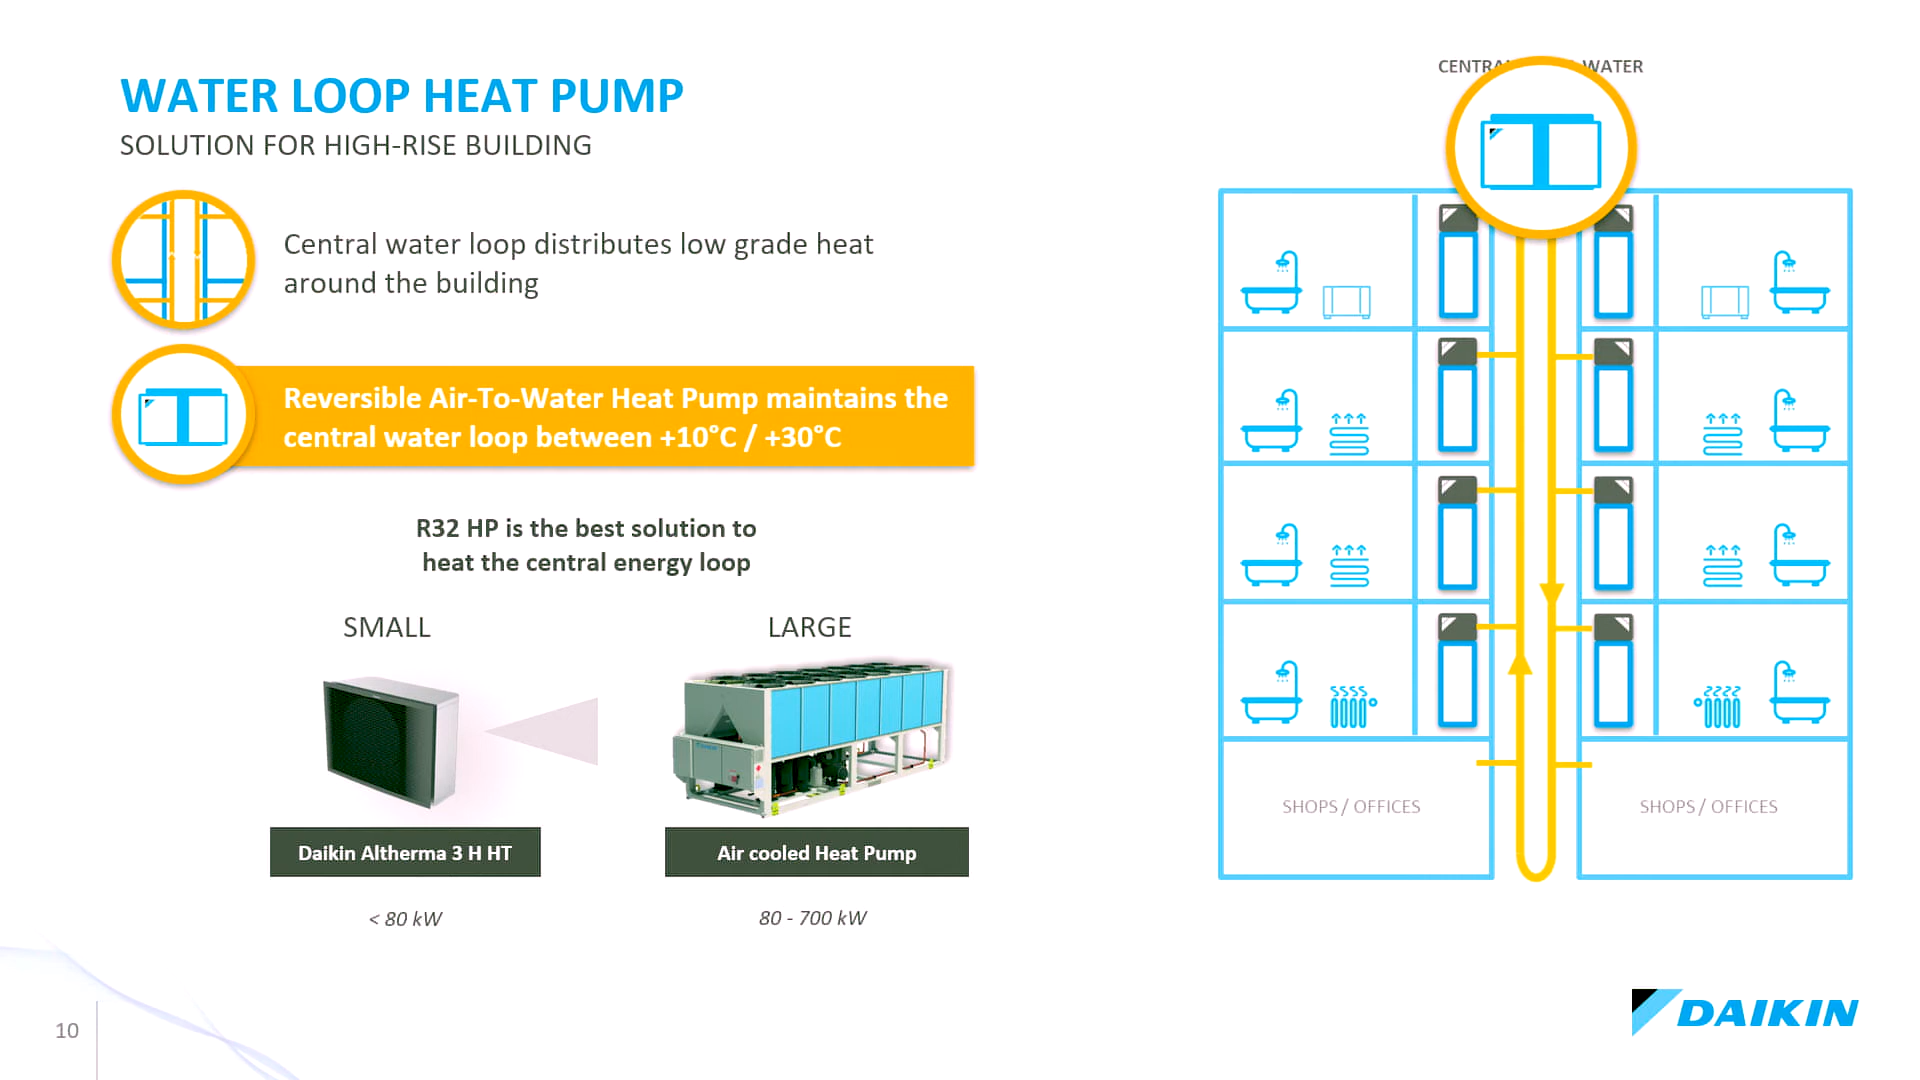 WATER LOOP HEAT PUMP
SOLUTION FOR HIGH-RISE BUILDING
Central water loop distributes low grade heat
around the building
Reversible Air-To-Water Heat Pump maintains the
central water loop between +10°C / +30°C
R32 HP is the best solution to
heat the central energy loop
SMALL
LARGE
Daikin Altherma 3 H HT
Air cooled Heat Pump
< 80 kW
80 - 700 kW
WATER
SHOPS / OFFICES
SHOPS / OFFICES
10
DAIKIN